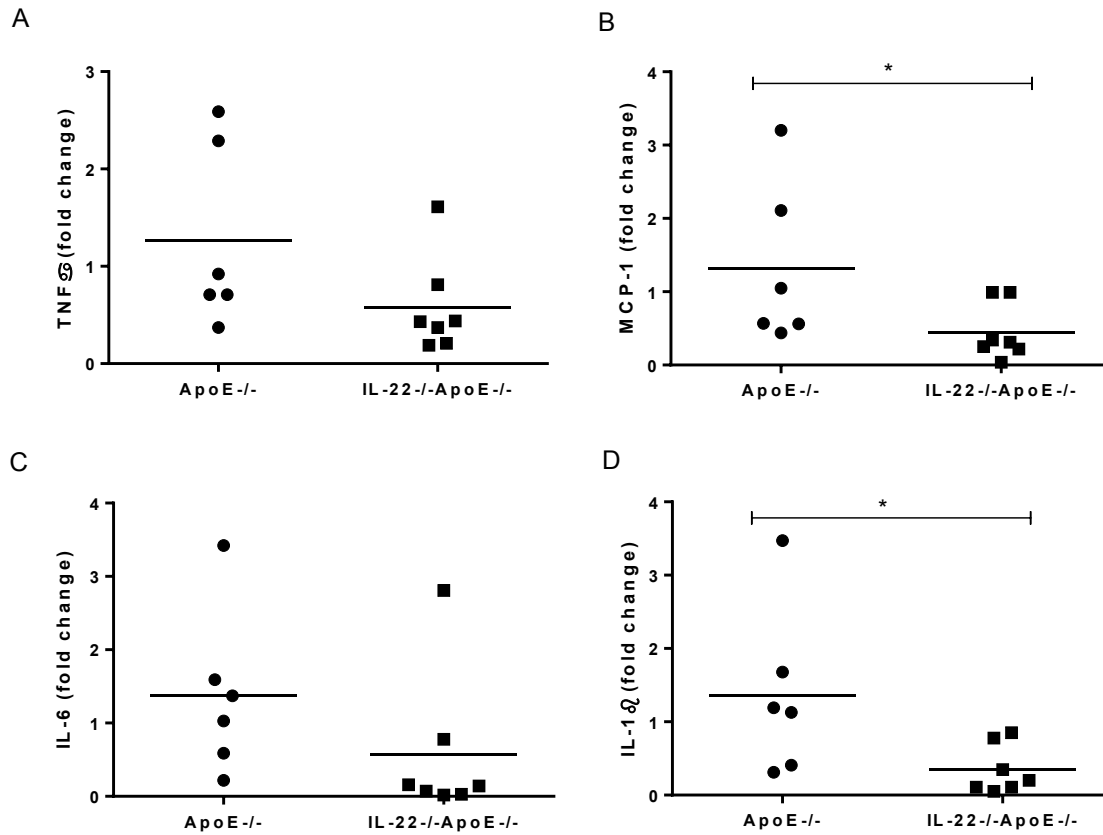 A
TNF♋(fold change)
3
2
1
0
ApoE-/-
IL-22-/-ApoE-/-
B
MCP-1 (fold change)
4
3
2
1
0
*
ApoE-/-
IL-22-/-ApoE-/-
C
IL-6 (fold change)
4
3
2
1
0
ApoE-/-
IL-22-/-ApoE-/-
D
IL-1♌(fold change)
4
3
2
1
0
*
ApoE-/-
IL-22-/-ApoE-/-